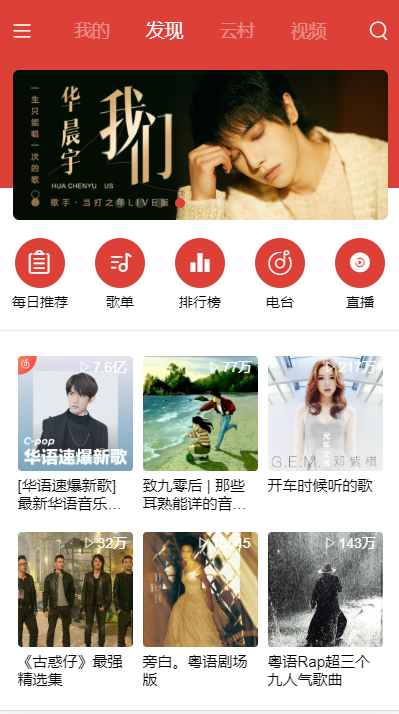 我的 发现 云村 视频
一生只能唱一次的歌
华晨宇
我们
HUA CHENYU US
歌手·当打之年LIVE版
每日推荐 歌单 排行榜 电台 直播
7.6亿 77万 217万
C-pop
华语速爆新歌
光年之外
G.E.M.邓紫棋
[华语速爆新歌] 致九零后 | 那些 开车时候听的歌
最新华语音乐... 耳熟能详的音...
32万 143万
《古惑仔》最强 旁白。粤语剧场 粤语Rap超三个
精选集 版 九人气歌曲